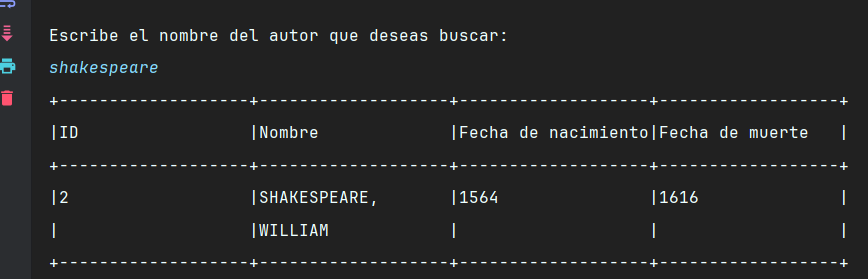 Escribe el nombre del autor que deseas buscar:
shakespeare
+-------------------+-------------------+-------------------+------------------+
|ID                 |Nombre             |Fecha de nacimiento|Fecha de muerte   |
+-------------------+-------------------+-------------------+------------------+
|2                  |SHAKESPEARE,       |1564               |1616              |
|                   |WILLIAM            |                   |                  |
+-------------------+-------------------+-------------------+------------------+